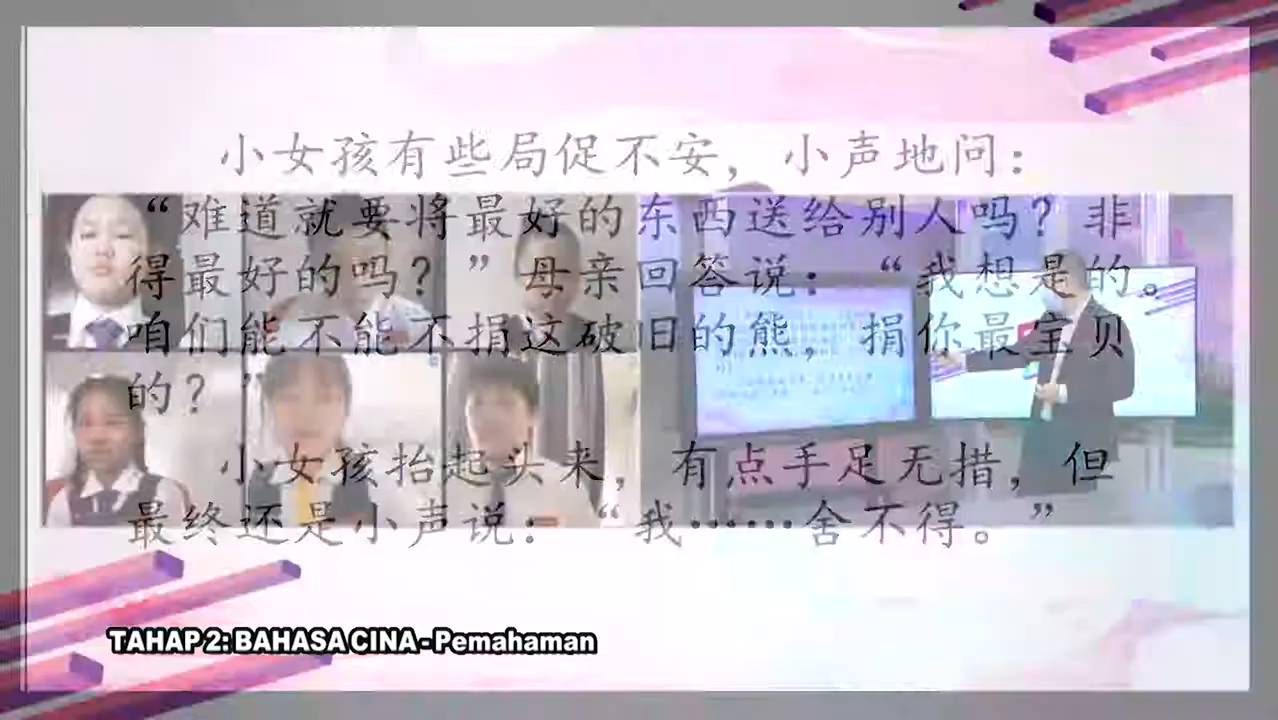 小女孩有些局促不安，小声地问：
“难道就要将最好的东西送给别人吗？非
得最好的吗？”母亲回答说：“我想是的。
咱们能不能不捐这破旧的熊，捐你最宝贝
的？”
小女孩抬起头来，有点手足无措，但
最终还是小声说：“我……舍不得。”
TAHAP 2: BAHASA CINA - Pemahaman